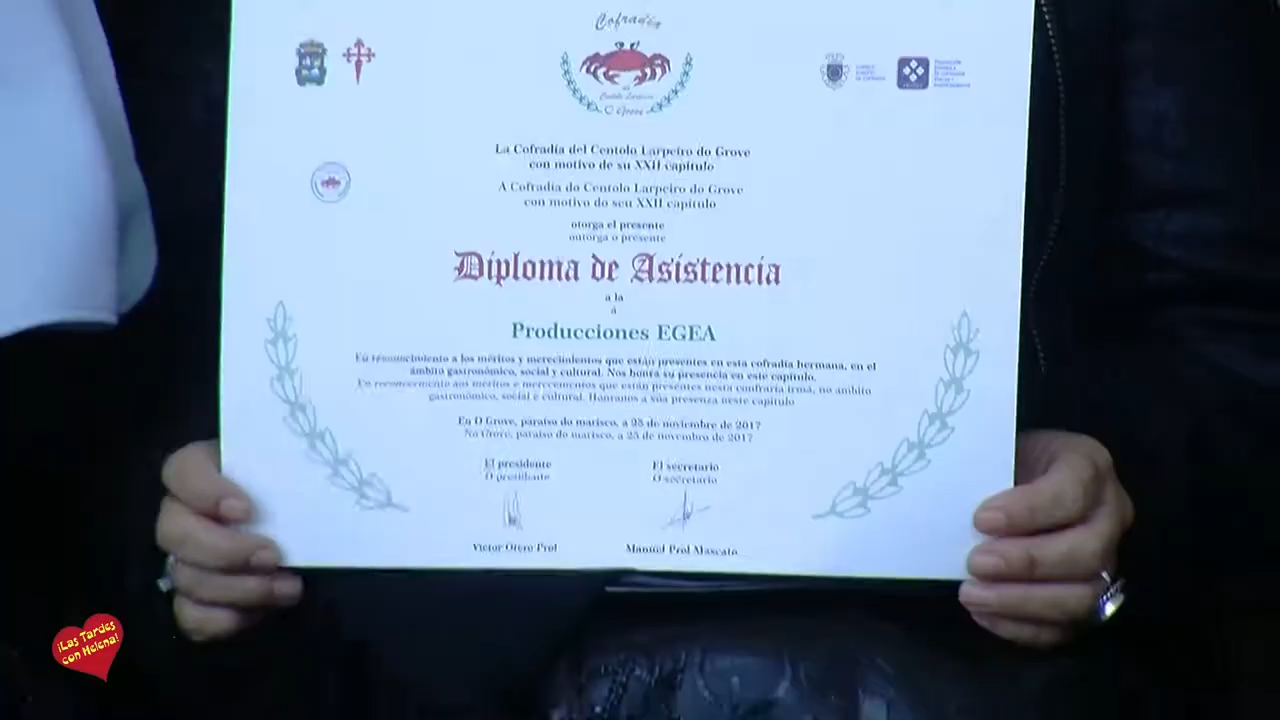 Cofradía
Centolo Larpeiro
O Grove
La Cofradía del Centolo Larpeiro do Grove
con motivo de su XXII capítulo
A Cofradía do Centolo Larpeiro do Grove
con motivo do seu XXII capítulo
otorga el presente
outorga o presente
Diploma de Asistencia
a la
á
Producciones EGEA
En reconocimiento a los méritos y merecimientos que están presentes en esta cofradía hermana, en el
ámbito gastronómico, social y cultural. Nos honra su presencia en este capítulo.
En recoñecemento aos méritos e merecementos que están presentes nesta confraría irmá, no ámbito
gastronómico, social e cultural. Hónranos a súa presenza neste capítulo
En O Grove, paraíso do marisco, a 25 de noviembre de 2017
No Grove, paraíso do marisco, a 25 de novembro de 2017
El presidente
O presidente
El secretario
O secretario
Víctor Otero Prol
Manuel Prol Mascato
¡Las Tardes
con Helena!